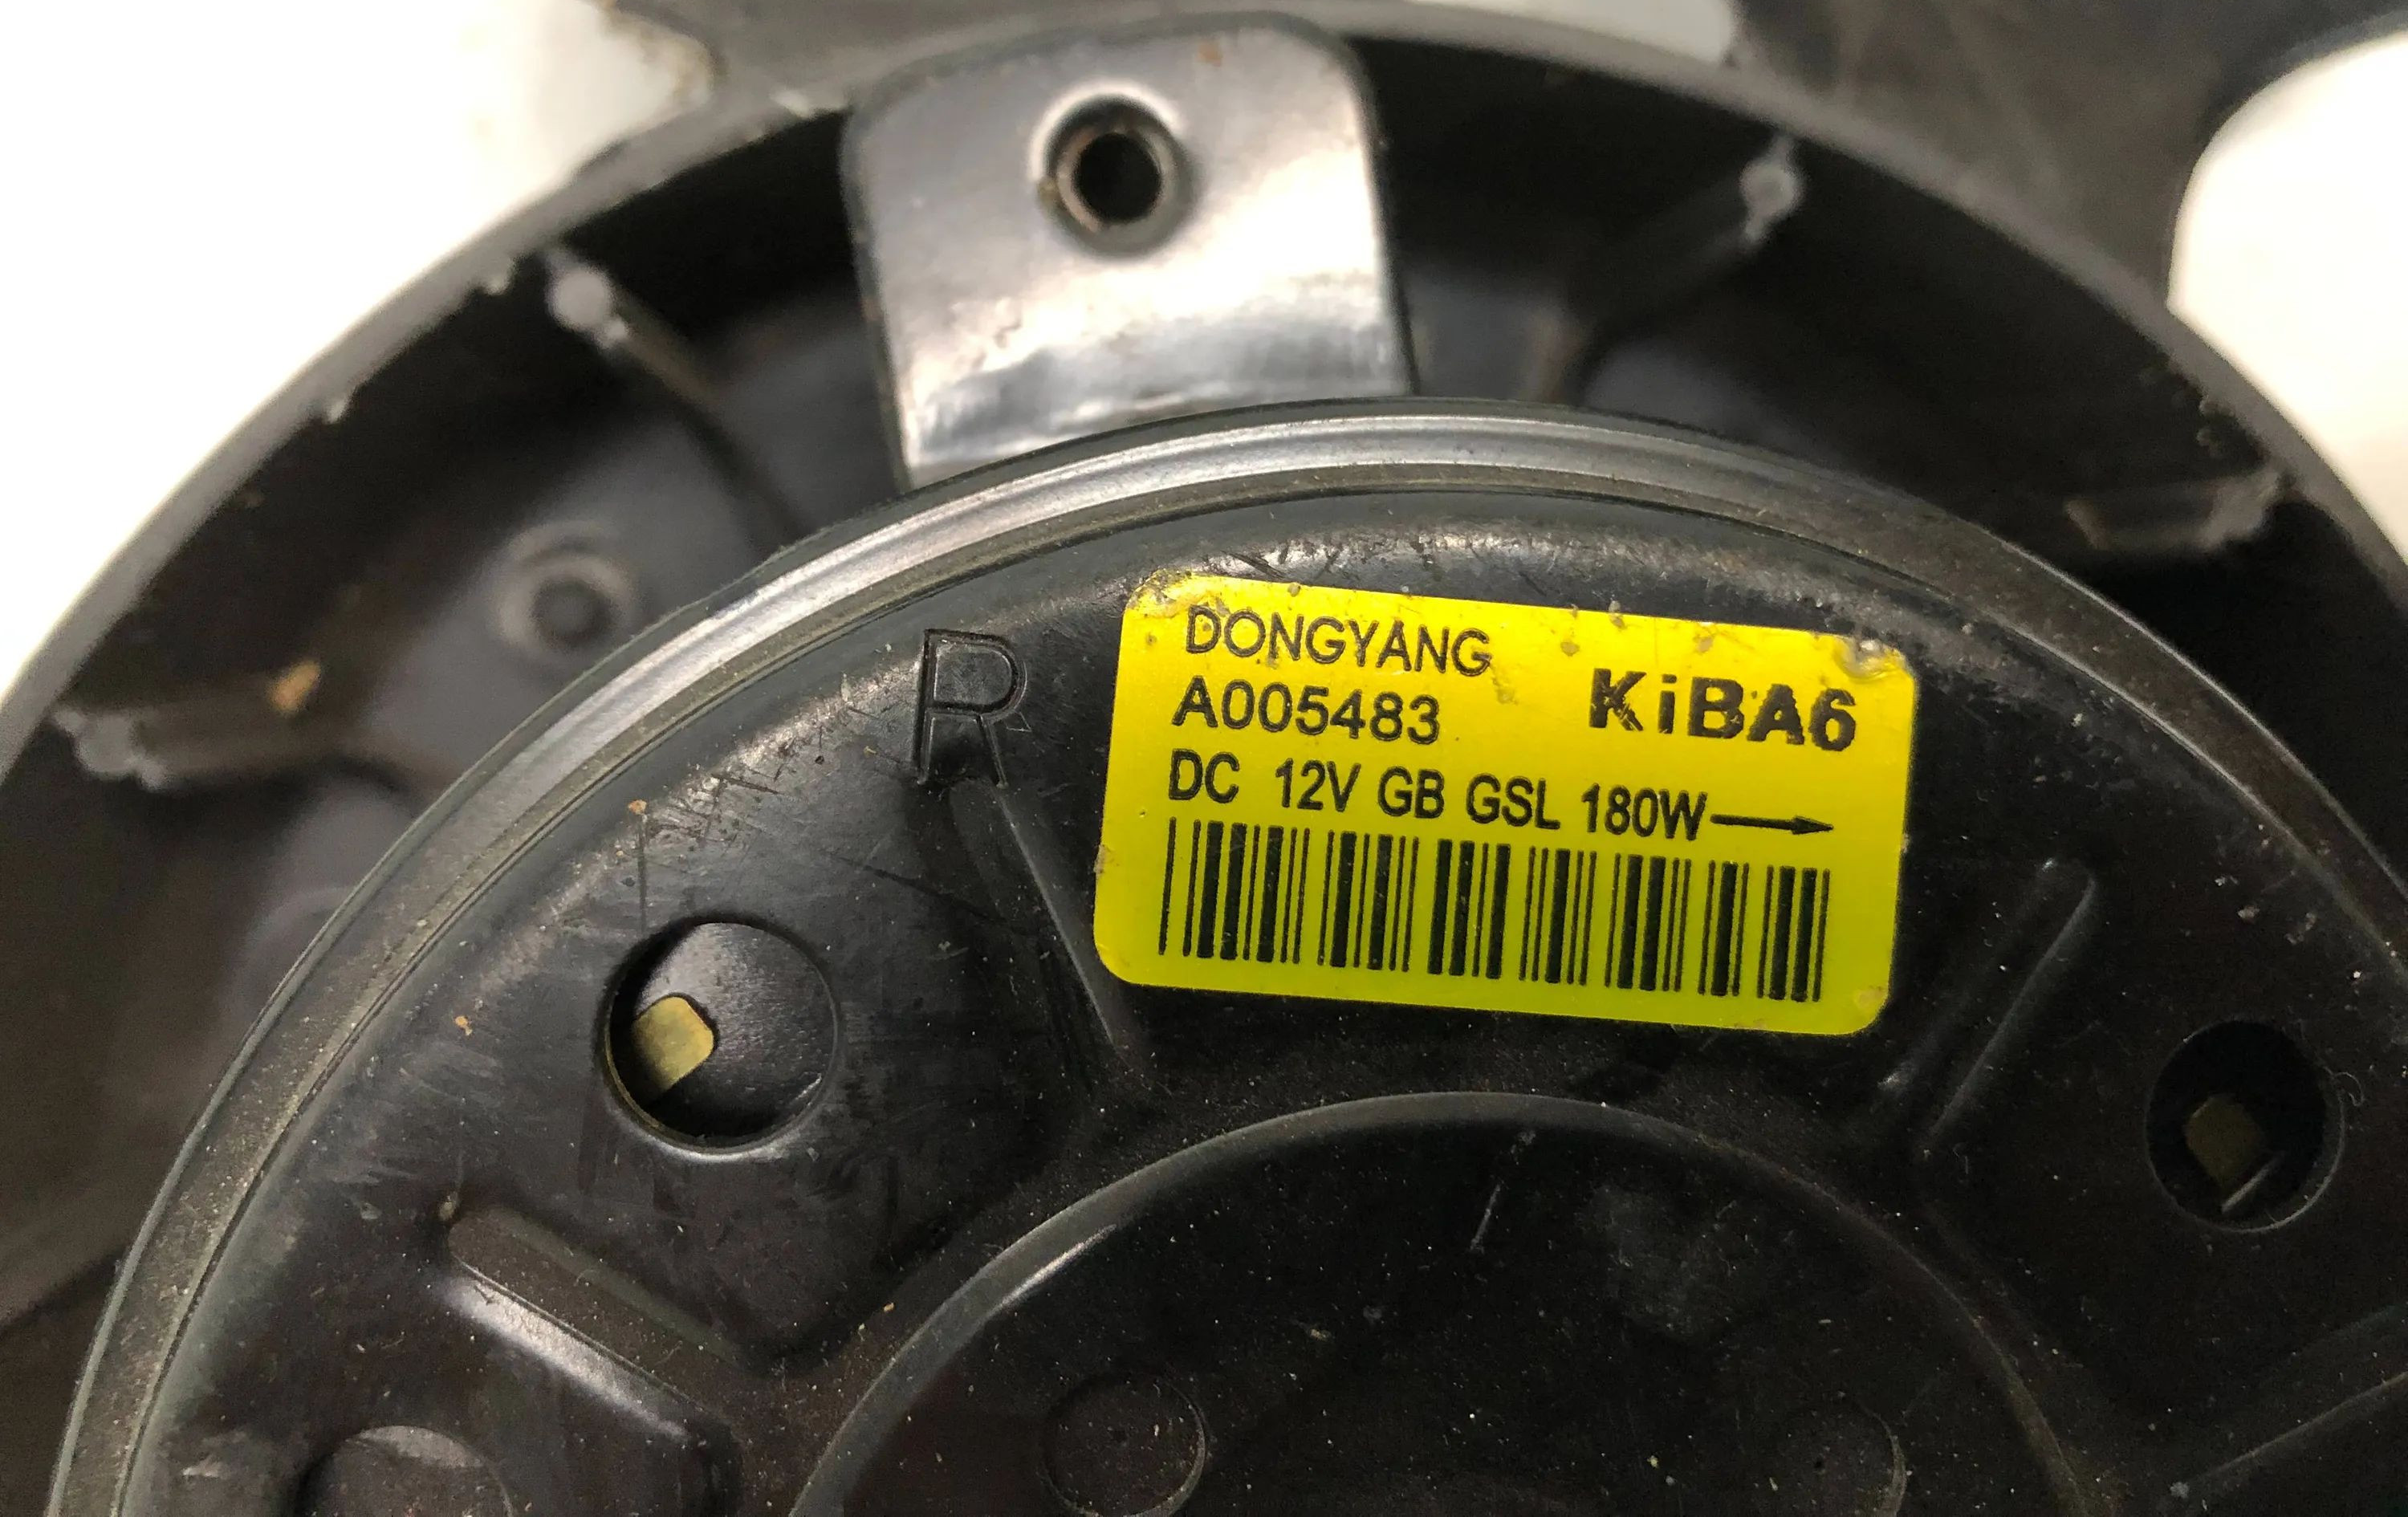 R
DONGYANG
A005483 KiBA6
DC 12V GB GSL 180W→